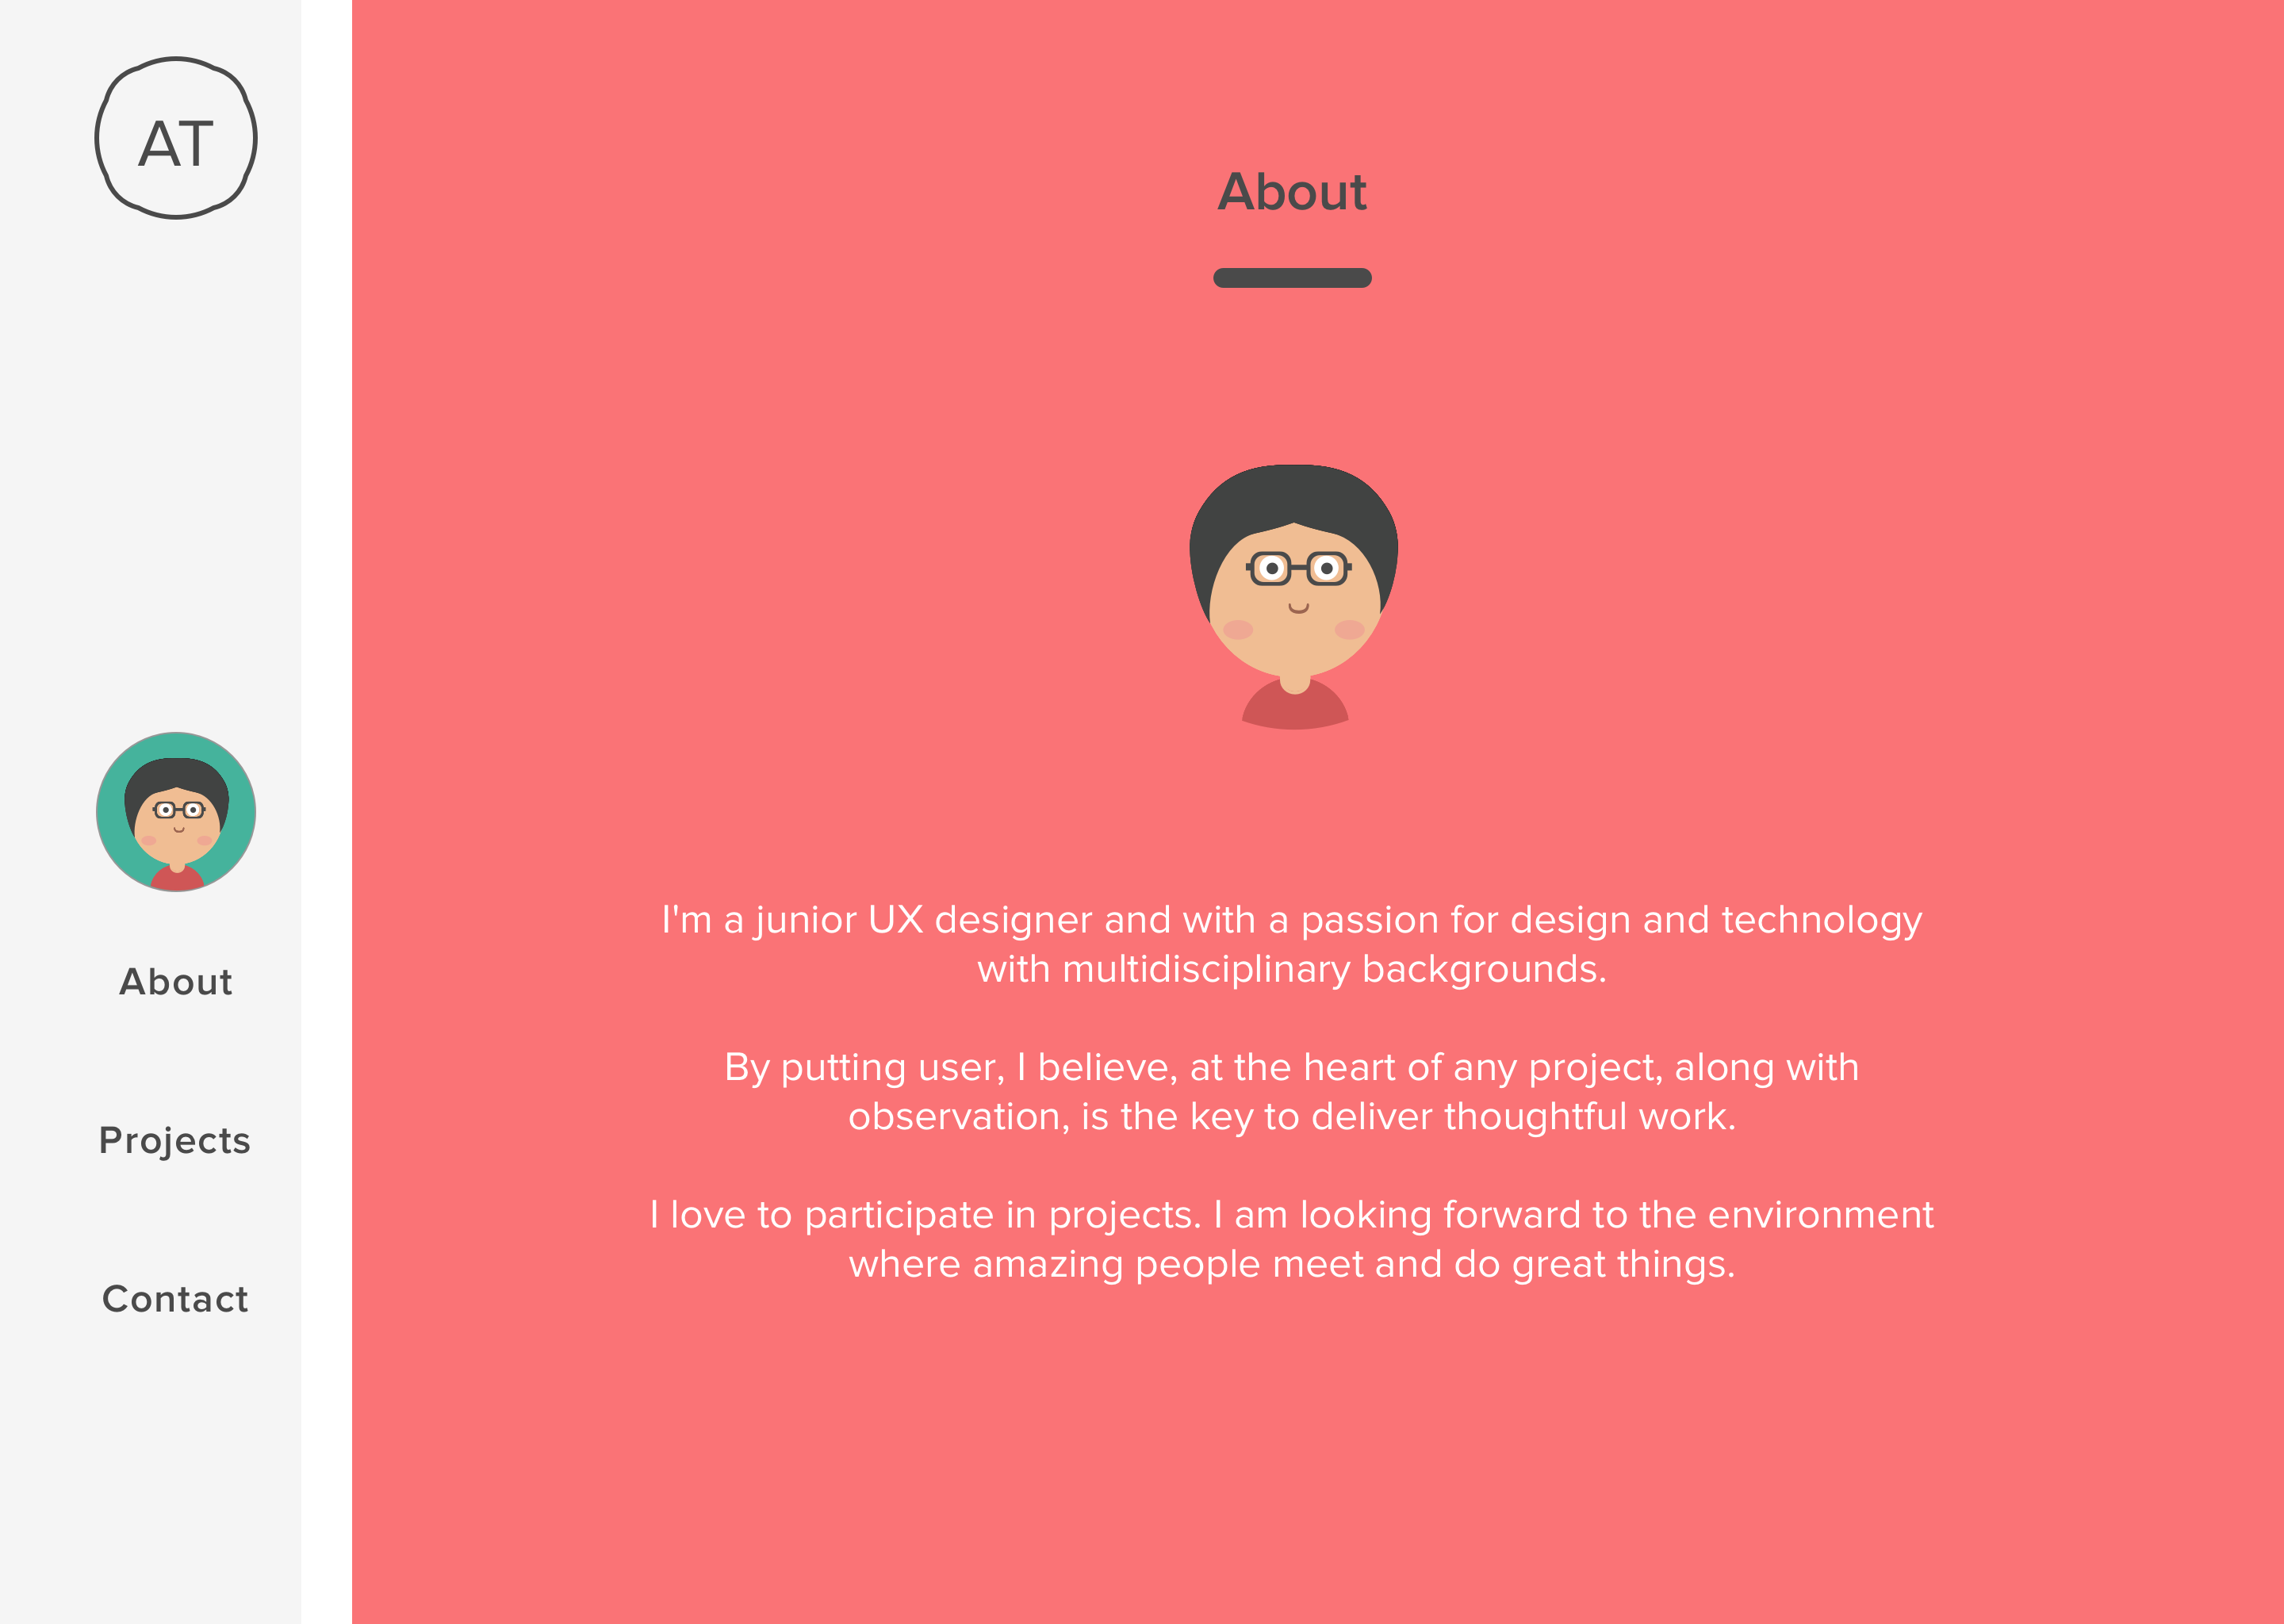 AT
About
Projects
Contact
About
I'm a junior UX designer and with a passion for design and technology
with multidisciplinary backgrounds.
By putting user, I believe, at the heart of any project, along with
observation, is the key to deliver thoughtful work.
I love to participate in projects. I am looking forward to the environment
where amazing people meet and do great things.